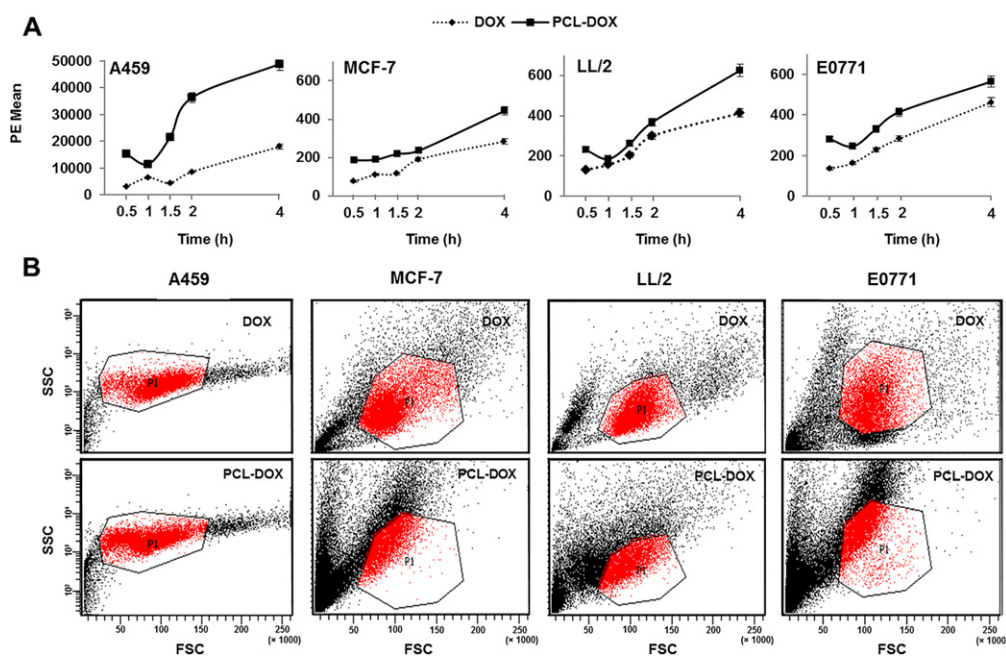 DOX PCL-DOX
A
A459 MCF-7 LL/2 E0771
PE Mean
50000
40000
30000
20000
10000
0
0.5 1 1.5 2 4
Time (h)
600
400
200
0
0.5 1 1.5 2 4
Time (h)
600
400
200
0
0.5 1 1.5 2 4
Time (h)
600
400
200
0
0.5 1 1.5 2 4
Time (h)
B
A459 MCF-7 LL/2 E0771
SSC
DOX DOX DOX DOX
P1 P1 P1 P1
SSC
PCL-DOX PCL-DOX PCL-DOX PCL-DOX
P1 P1 P1 P1
50 100 150 200 250
(× 1000)
FSC
50 100 150 200 250
(× 1000)
FSC
50 100 150 200 250
(× 1000)
FSC
50 100 150 200 250
(× 1000)
FSC